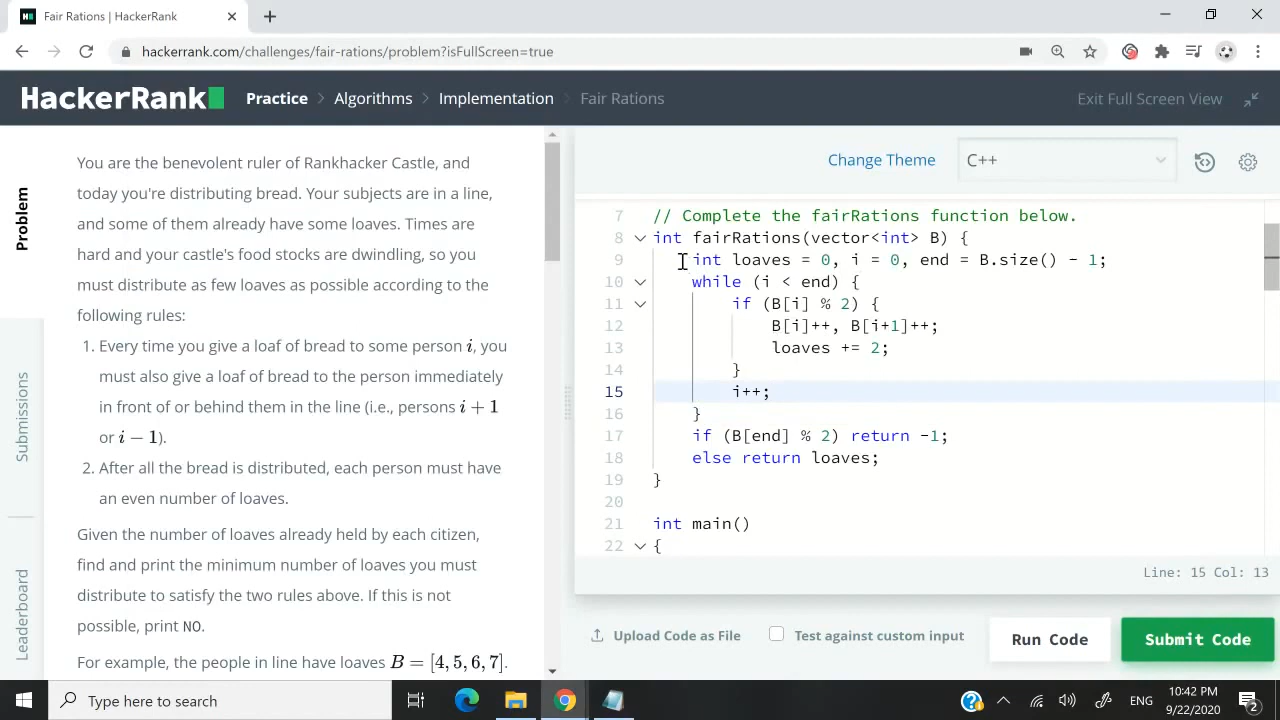 Fair Rations | HackerRank
hackerrank.com/challenges/fair-rations/problem?isFullScreen=true
HackerRank
Practice > Algorithms > Implementation > Fair Rations
Exit Full Screen View
Problem
Submissions
Leaderboard
You are the benevolent ruler of Rankhacker Castle, and
today you're distributing bread. Your subjects are in a line,
and some of them already have some loaves. Times are
hard and your castle's food stocks are dwindling, so you
must distribute as few loaves as possible according to the
following rules:
1. Every time you give a loaf of bread to some person i, you
must also give a loaf of bread to the person immediately
in front of or behind them in the line (i.e., persons i + 1
or i − 1).
2. After all the bread is distributed, each person must have
an even number of loaves.
Given the number of loaves already held by each citizen,
find and print the minimum number of loaves you must
distribute to satisfy the two rules above. If this is not
possible, print NO.
For example, the people in line have loaves B = [4, 5, 6, 7].
Change Theme
C++
7 // Complete the fairRations function below.
8 int fairRations(vector<int> B) {
9 int loaves = 0, i = 0, end = B.size() - 1;
10 while (i < end) {
11 if (B[i] % 2) {
12 B[i]++, B[i+1]++;
13 loaves += 2;
14 }
15 i++;
16 }
17 if (B[end] % 2) return -1;
18 else return loaves;
19 }
20
21 int main()
22 {
Line: 15 Col: 13
Upload Code as File
Test against custom input
Run Code
Submit Code
Type here to search
ENG
10:42 PM
9/22/2020
2